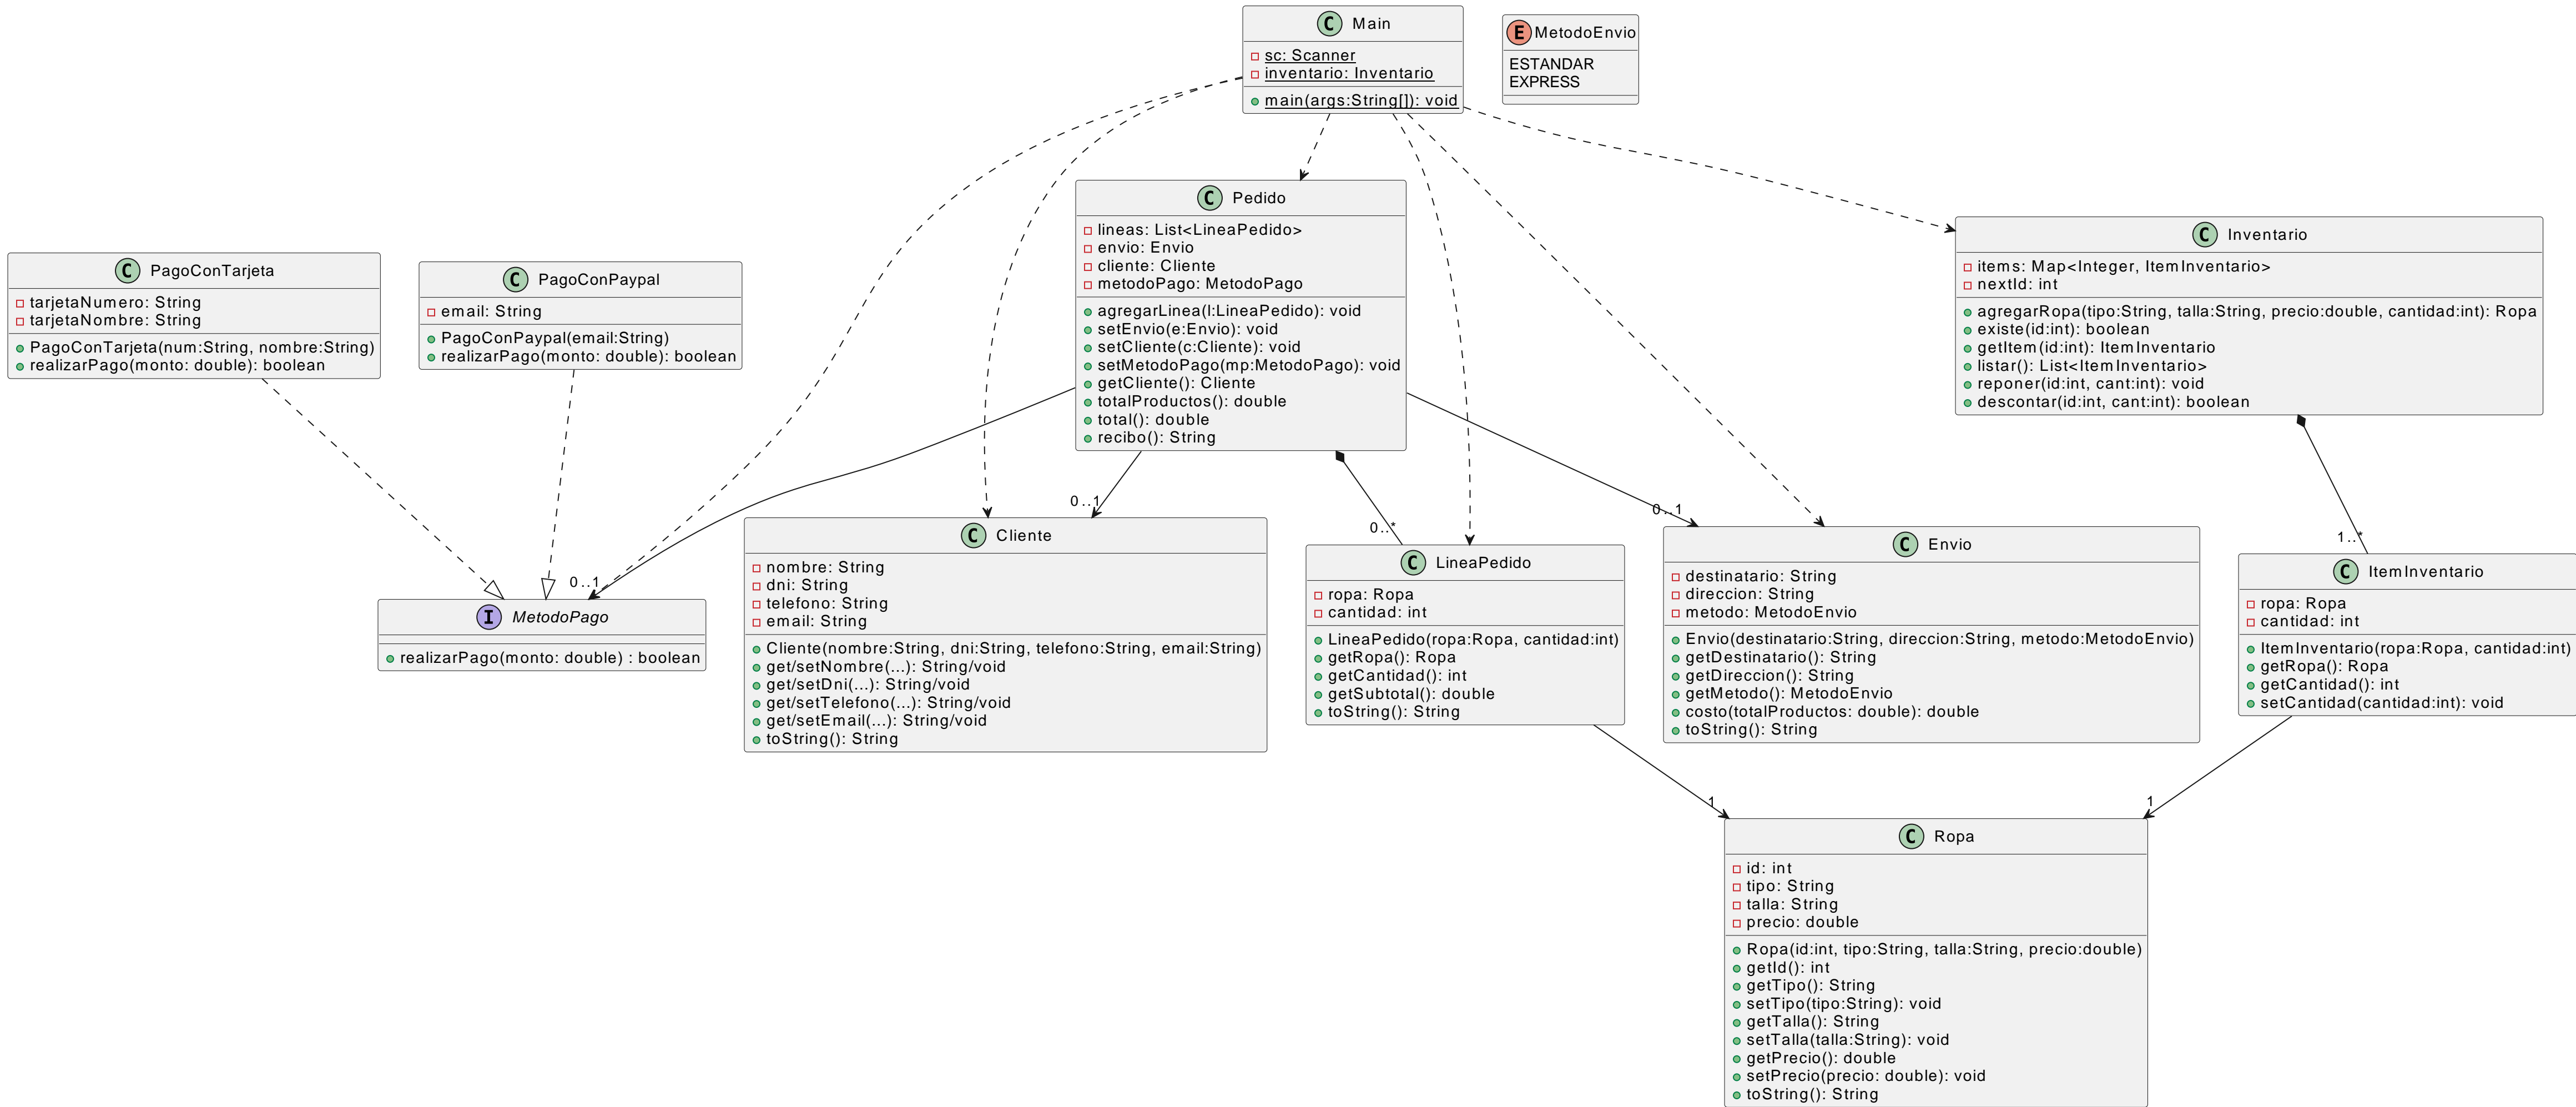 C Main
sc: Scanner
inventario: Inventario
main(args:String[]): void
E MetodoEnvio
ESTANDAR
EXPRESS
C Pedido
lineas: List<LineaPedido>
envio: Envio
cliente: Cliente
metodoPago: MetodoPago
agregarLinea(l:LineaPedido): void
setEnvio(e:Envio): void
setCliente(c:Cliente): void
setMetodoPago(mp:MetodoPago): void
getCliente(): Cliente
totalProductos(): double
total(): double
recibo(): String
C Inventario
items: Map<Integer, ItemInventario>
nextId: int
agregarRopa(tipo:String, talla:String, precio:double, cantidad:int): Ropa
existe(id:int): boolean
getItem(id:int): ItemInventario
listar(): List<ItemInventario>
reponer(id:int, cant:int): void
descontar(id:int, cant:int): boolean
C PagoConTarjeta
tarjetaNumero: String
tarjetaNombre: String
PagoConTarjeta(num:String, nombre:String)
realizarPago(monto: double): boolean
C PagoConPaypal
email: String
PagoConPaypal(email:String)
realizarPago(monto: double): boolean
0..1
0..1
0..*
0..1
1..*
I MetodoPago
realizarPago(monto: double) : boolean
C Cliente
nombre: String
dni: String
telefono: String
email: String
Cliente(nombre:String, dni:String, telefono:String, email:String)
get/setNombre(...): String/void
get/setDni(...): String/void
get/setTelefono(...): String/void
get/setEmail(...): String/void
toString(): String
C LineaPedido
ropa: Ropa
cantidad: int
LineaPedido(ropa:Ropa, cantidad:int)
getRopa(): Ropa
getCantidad(): int
getSubtotal(): double
toString(): String
C Envio
destinatario: String
direccion: String
metodo: MetodoEnvio
Envio(destinatario:String, direccion:String, metodo:MetodoEnvio)
getDestinatario(): String
getDireccion(): String
getMetodo(): MetodoEnvio
costo(totalProductos: double): double
toString(): String
C ItemInventario
ropa: Ropa
cantidad: int
ItemInventario(ropa:Ropa, cantidad:int)
getRopa(): Ropa
getCantidad(): int
setCantidad(cantidad:int): void
1
1
C Ropa
id: int
tipo: String
talla: String
precio: double
Ropa(id:int, tipo:String, talla:String, precio:double)
getId(): int
getTipo(): String
setTipo(tipo:String): void
getTalla(): String
setTalla(talla:String): void
getPrecio(): double
setPrecio(precio: double): void
toString(): String